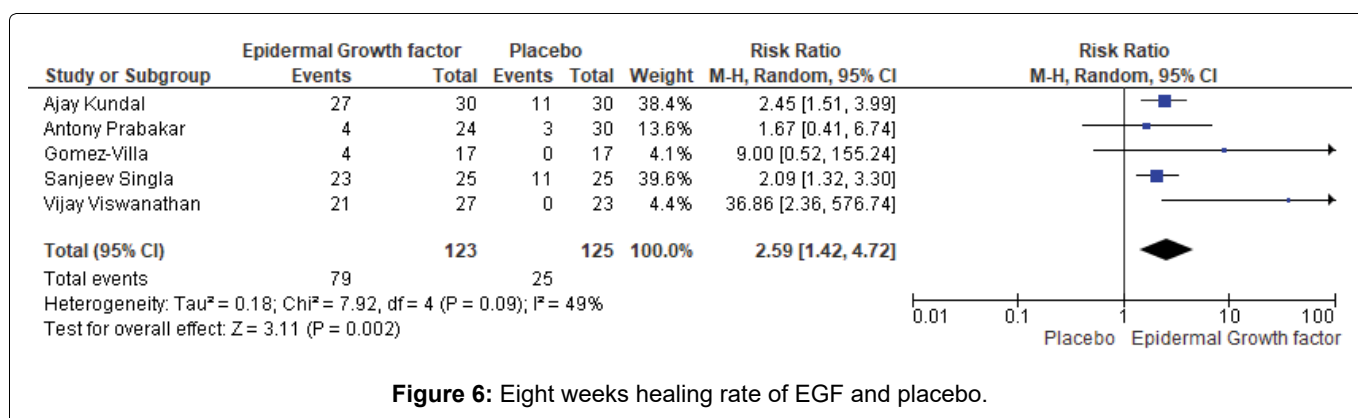 Epidermal Growth factor Placebo Risk Ratio Risk Ratio
Study or Subgroup Events Total Events Total Weight M-H, Random, 95% CI M-H, Random, 95% CI
Ajay Kundal 27 30 11 30 38.4% 2.45 [1.51, 3.99]
Antony Prabakar 4 24 3 30 13.6% 1.67 [0.41, 6.74]
Gomez-Villa 4 17 0 17 4.1% 9.00 [0.52, 155.24]
Sanjeev Singla 23 25 11 25 39.6% 2.09 [1.32, 3.30]
Vijay Viswanathan 21 27 0 23 4.4% 36.86 [2.36, 576.74]
Total (95% CI) 123 125 100.0% 2.59 [1.42, 4.72]
Total events 79 25
Heterogeneity: Tau² = 0.18; Chi² = 7.92, df = 4 (P = 0.09); I² = 49%
Test for overall effect: Z = 3.11 (P = 0.002)
0.01 0.1 1 10 100
Placebo Epidermal Growth factor
Figure 6: Eight weeks healing rate of EGF and placebo.